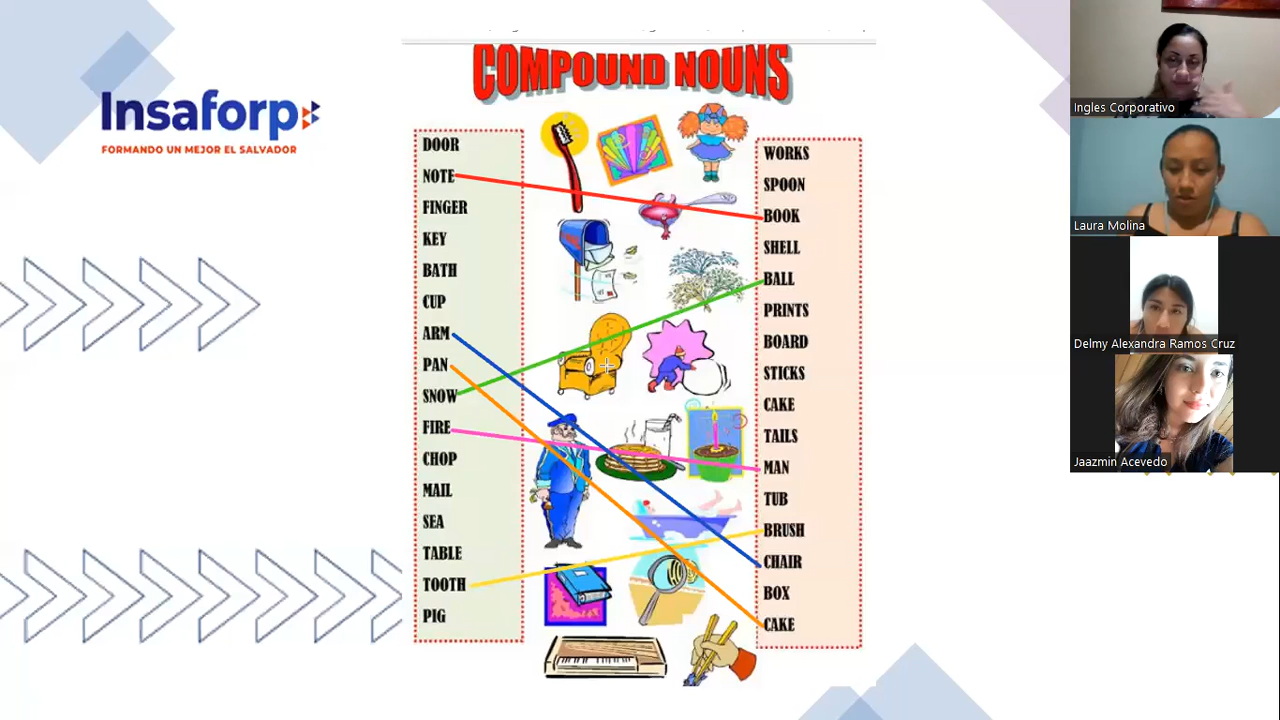 COMPOUND NOUNS
Insaforp
FORMANDO UN MEJOR EL SALVADOR
DOOR
NOTE
FINGER
KEY
BATH
CUP
ARM
PAN
SNOW
FIRE
CHOP
MAIL
SEA
TABLE
TOOTH
PIG
WORKS
SPOON
BOOK
SHELL
BALL
PRINTS
BOARD
STICKS
CAKE
TAILS
MAN
TUB
BRUSH
CHAIR
BOX
CAKE
Ingles Corporativo
Laura Molina
Delmy Alexandra Ramos Cruz
Jaazmin Acevedo